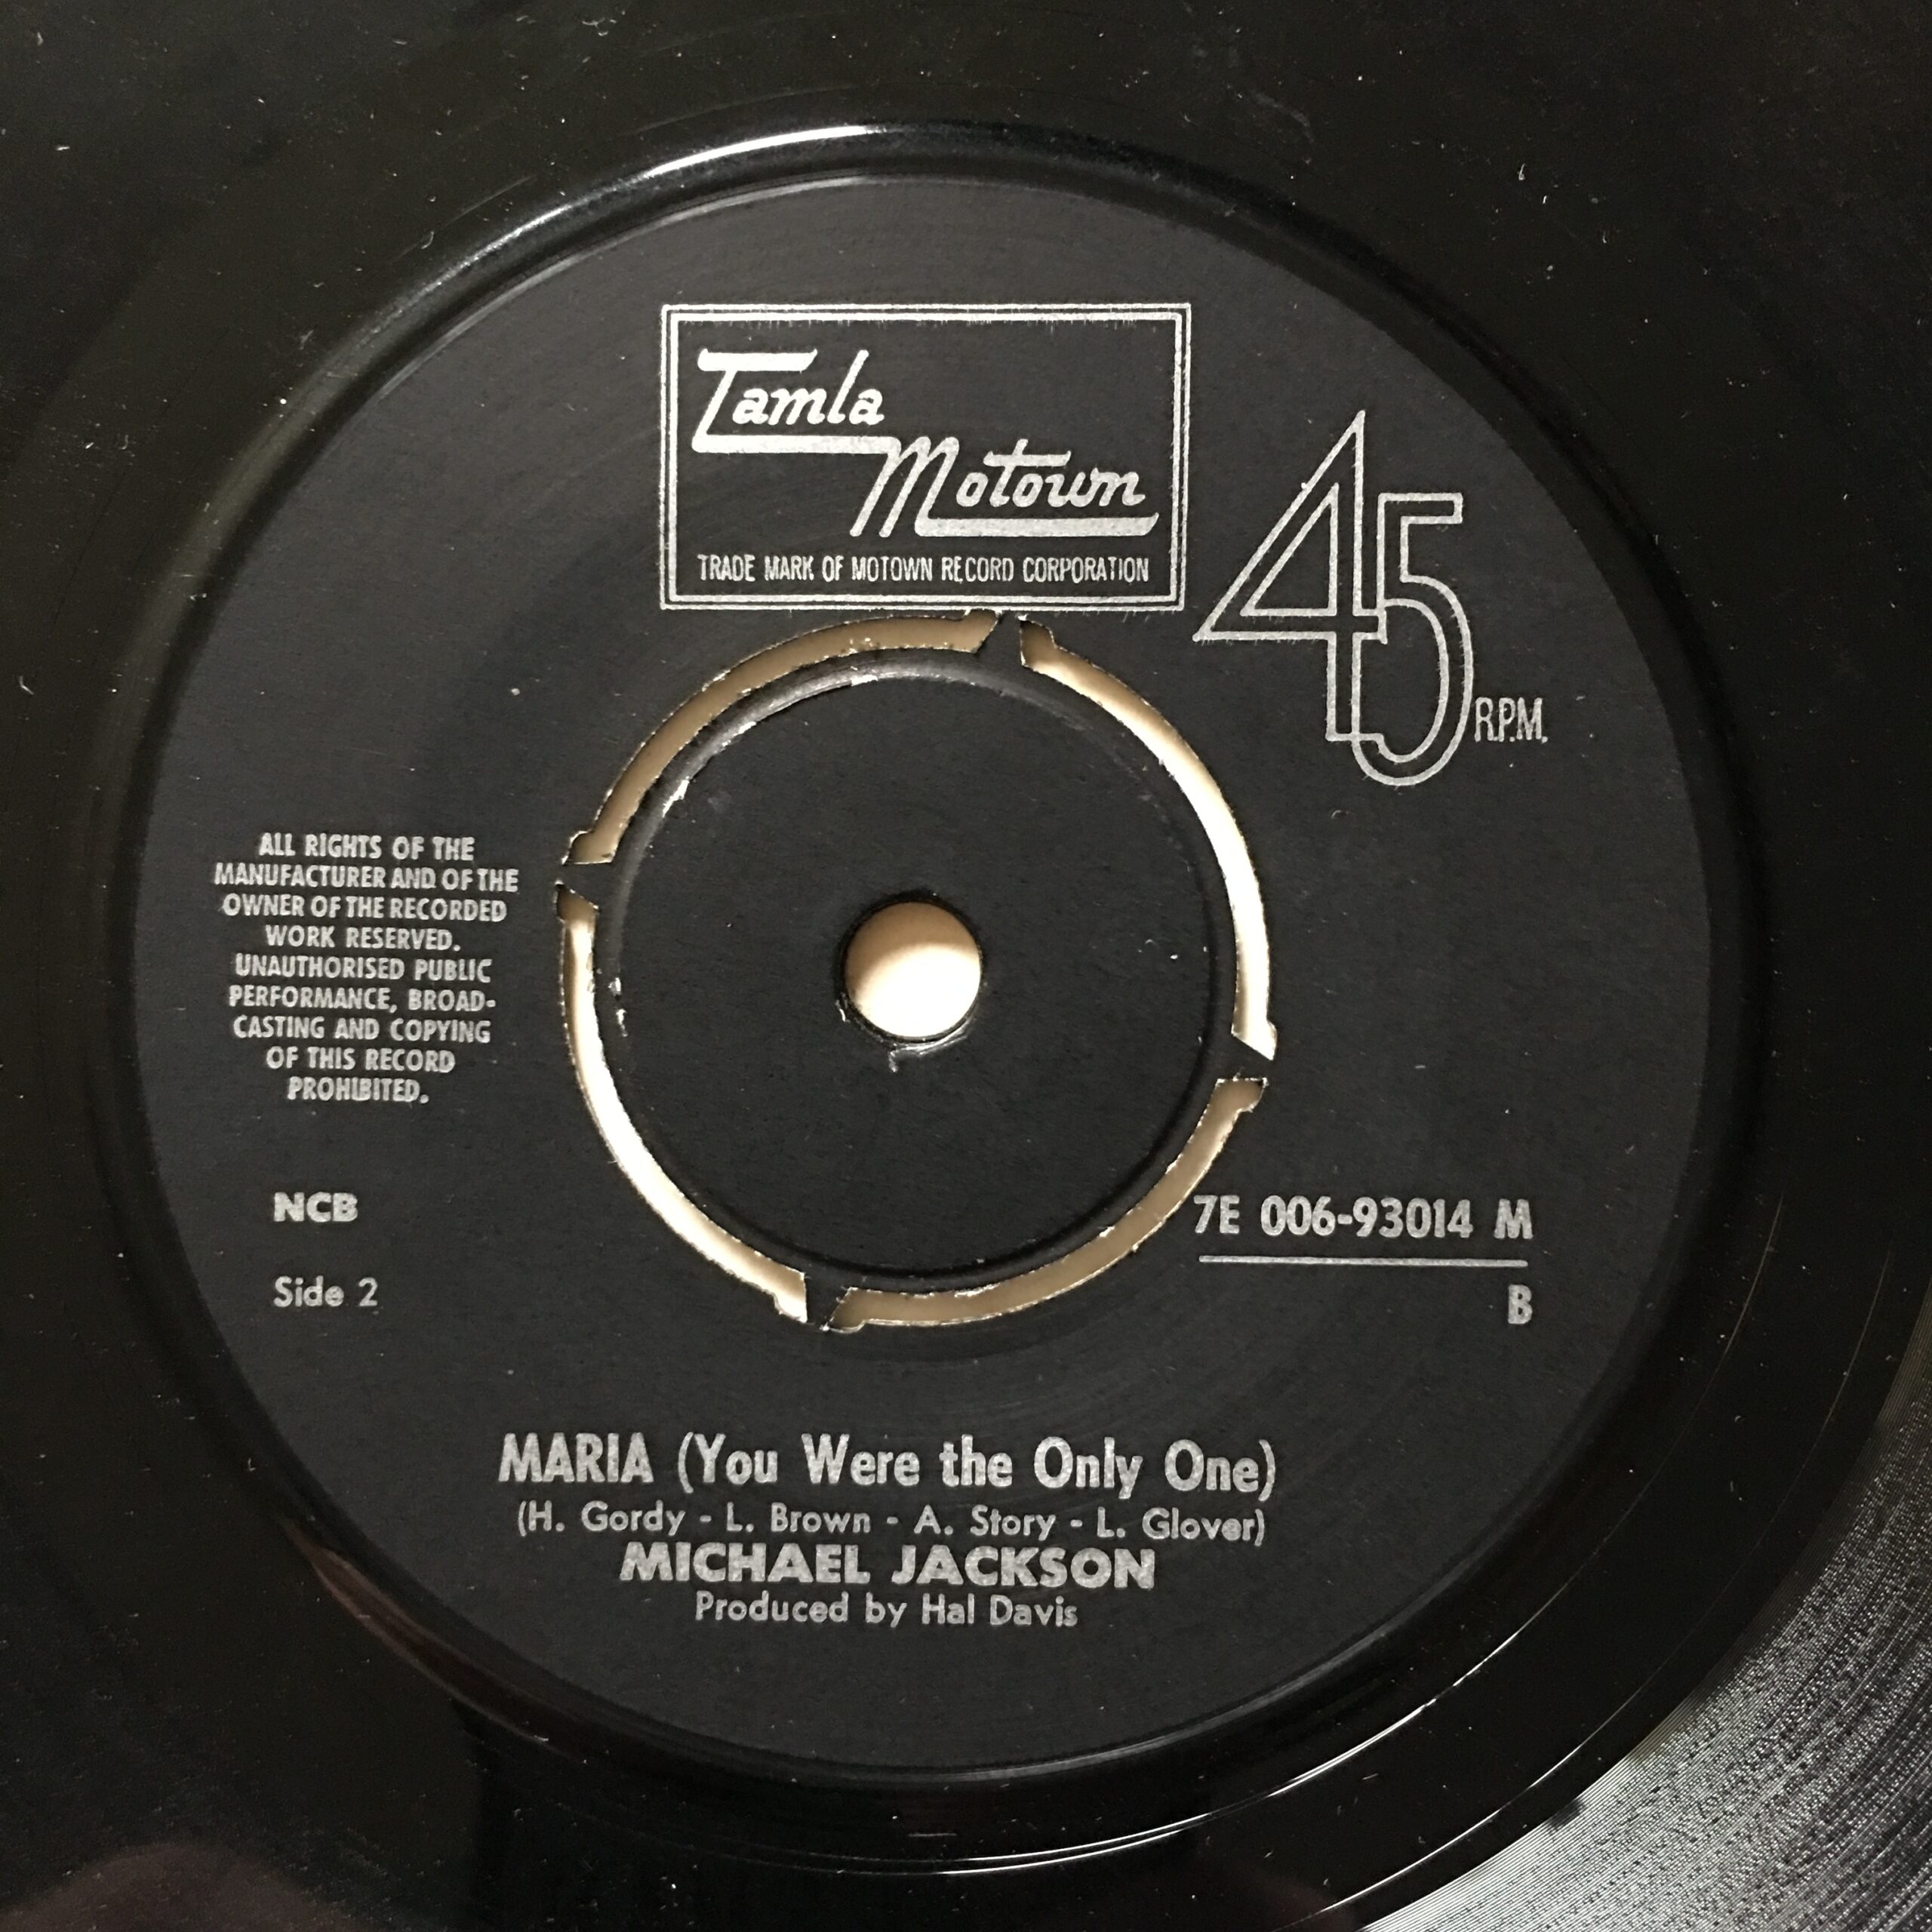 Tamla
Motown
TRADE MARK OF MOTOWN RECORD CORPORATION
45
R.P.M.
ALL RIGHTS OF THE
MANUFACTURER AND OF THE
OWNER OF THE RECORDED
WORK RESERVED.
UNAUTHORISED PUBLIC
PERFORMANCE, BROAD-
CASTING AND COPYING
OF THIS RECORD
PROHIBITED.
NCB
Side 2
7E 006-93014 M
B
MARIA (You Were the Only One)
(H. Gordy - L. Brown - A. Story - L. Glover)
MICHAEL JACKSON
Produced by Hal Davis